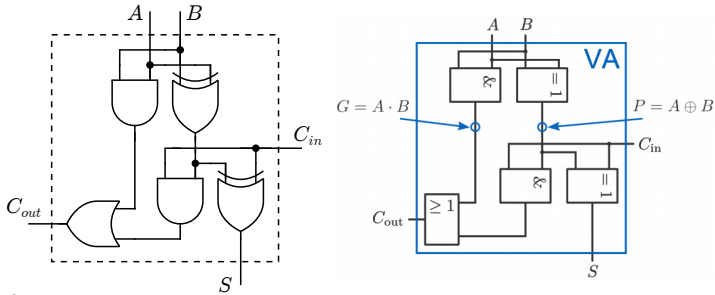 A B
C_in
C_out
S
A B
VA
& =1
G = A · B
P = A ⊕ B
C_in
& =1
≥ 1
C_out
S